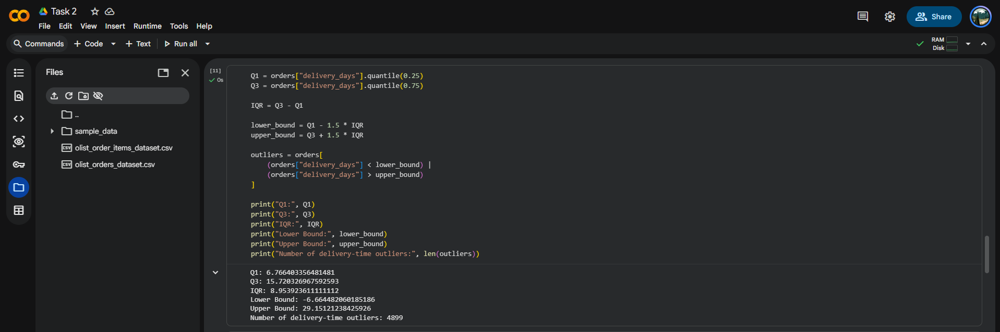 Task 2
File Edit View Insert Runtime Tools Help
Share
Commands + Code + Text Run all
RAM
Disk
Files
..
sample_data
CSV olist_order_items_dataset.csv
CSV olist_orders_dataset.csv
[11]
0s
Q1 = orders["delivery_days"].quantile(0.25)
Q3 = orders["delivery_days"].quantile(0.75)
IQR = Q3 - Q1
lower_bound = Q1 - 1.5 * IQR
upper_bound = Q3 + 1.5 * IQR
outliers = orders[
(orders["delivery_days"] < lower_bound) |
(orders["delivery_days"] > upper_bound)
]
print("Q1:", Q1)
print("Q3:", Q3)
print("IQR:", IQR)
print("Lower Bound:", lower_bound)
print("Upper Bound:", upper_bound)
print("Number of delivery-time outliers:", len(outliers))
Q1: 6.766403356481481
Q3: 15.720326967592593
IQR: 8.953923611111112
Lower Bound: -6.664482060185186
Upper Bound: 29.15121238425926
Number of delivery-time outliers: 4899